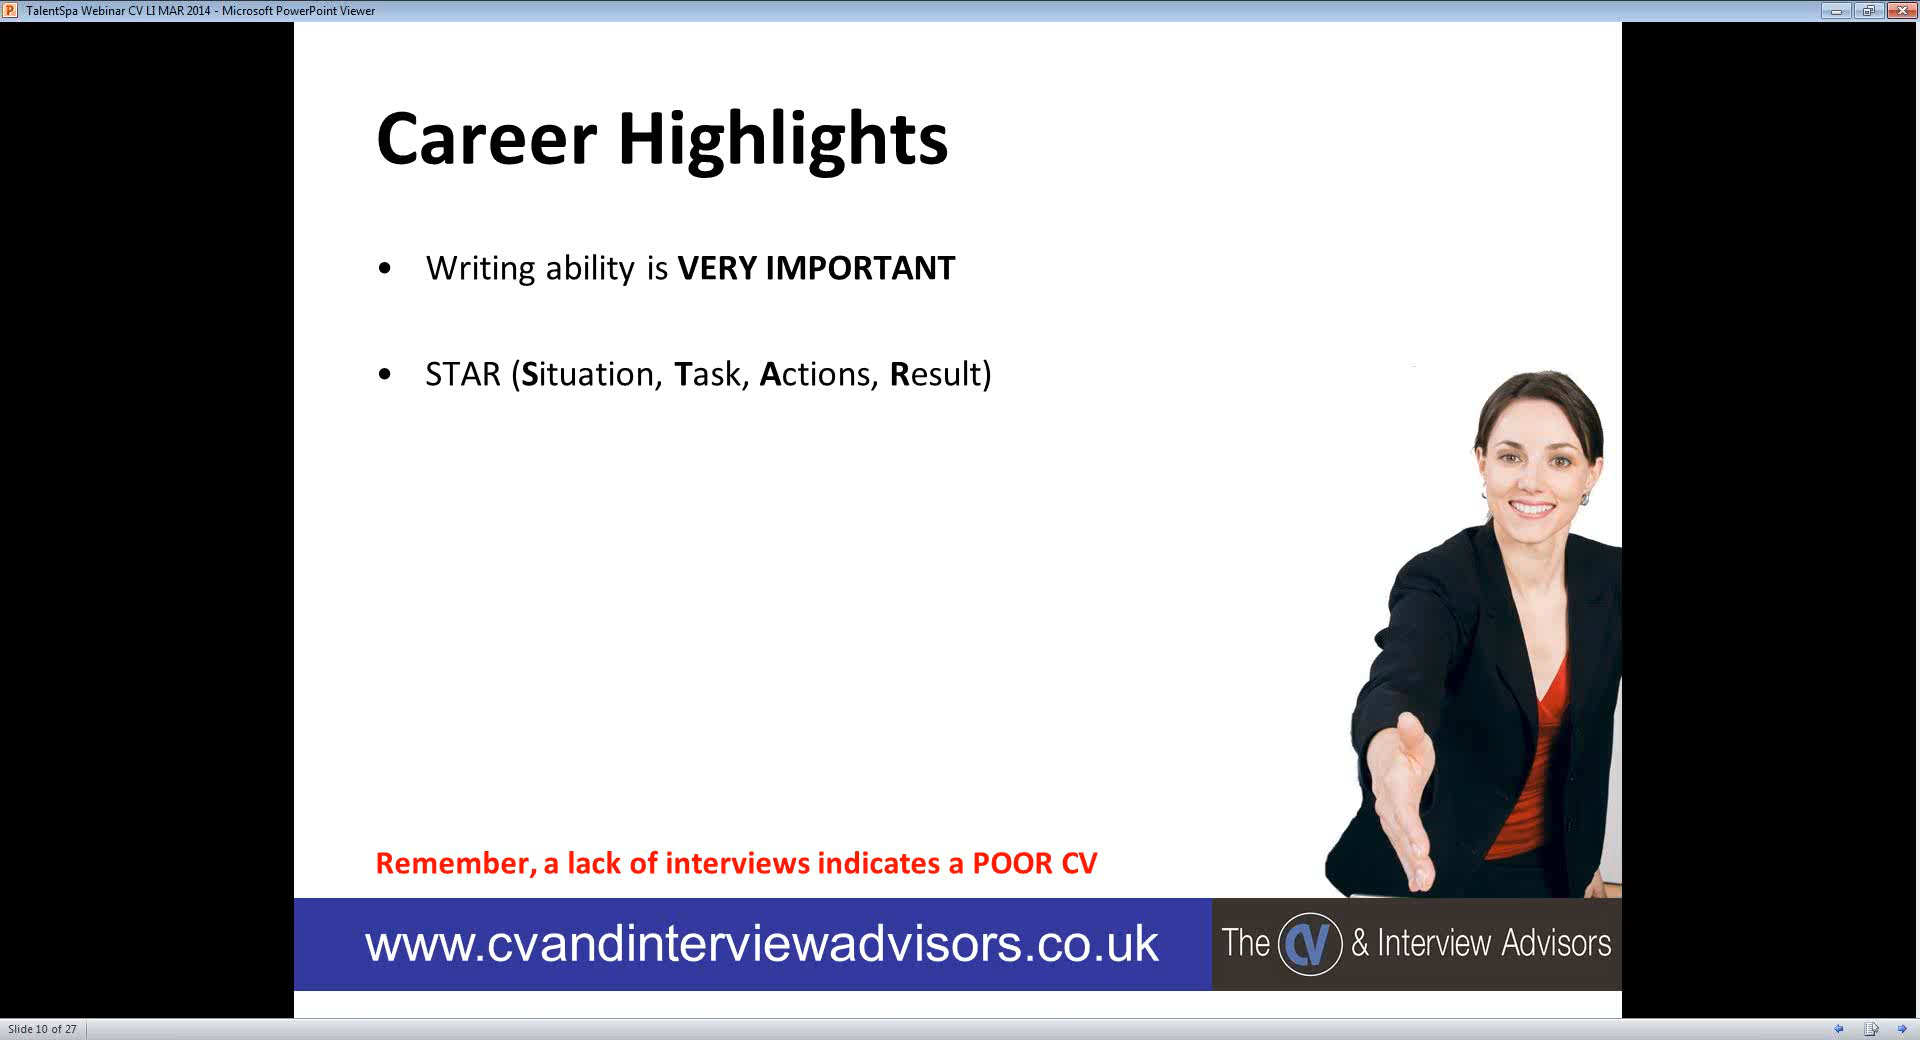 TalentSpa Webinar CV LI MAR 2014 - Microsoft PowerPoint Viewer
Career Highlights
• Writing ability is VERY IMPORTANT
• STAR (Situation, Task, Actions, Result)
Remember, a lack of interviews indicates a POOR CV
www.cvandinterviewadvisors.co.uk
The CV & Interview Advisors
Slide 10 of 27